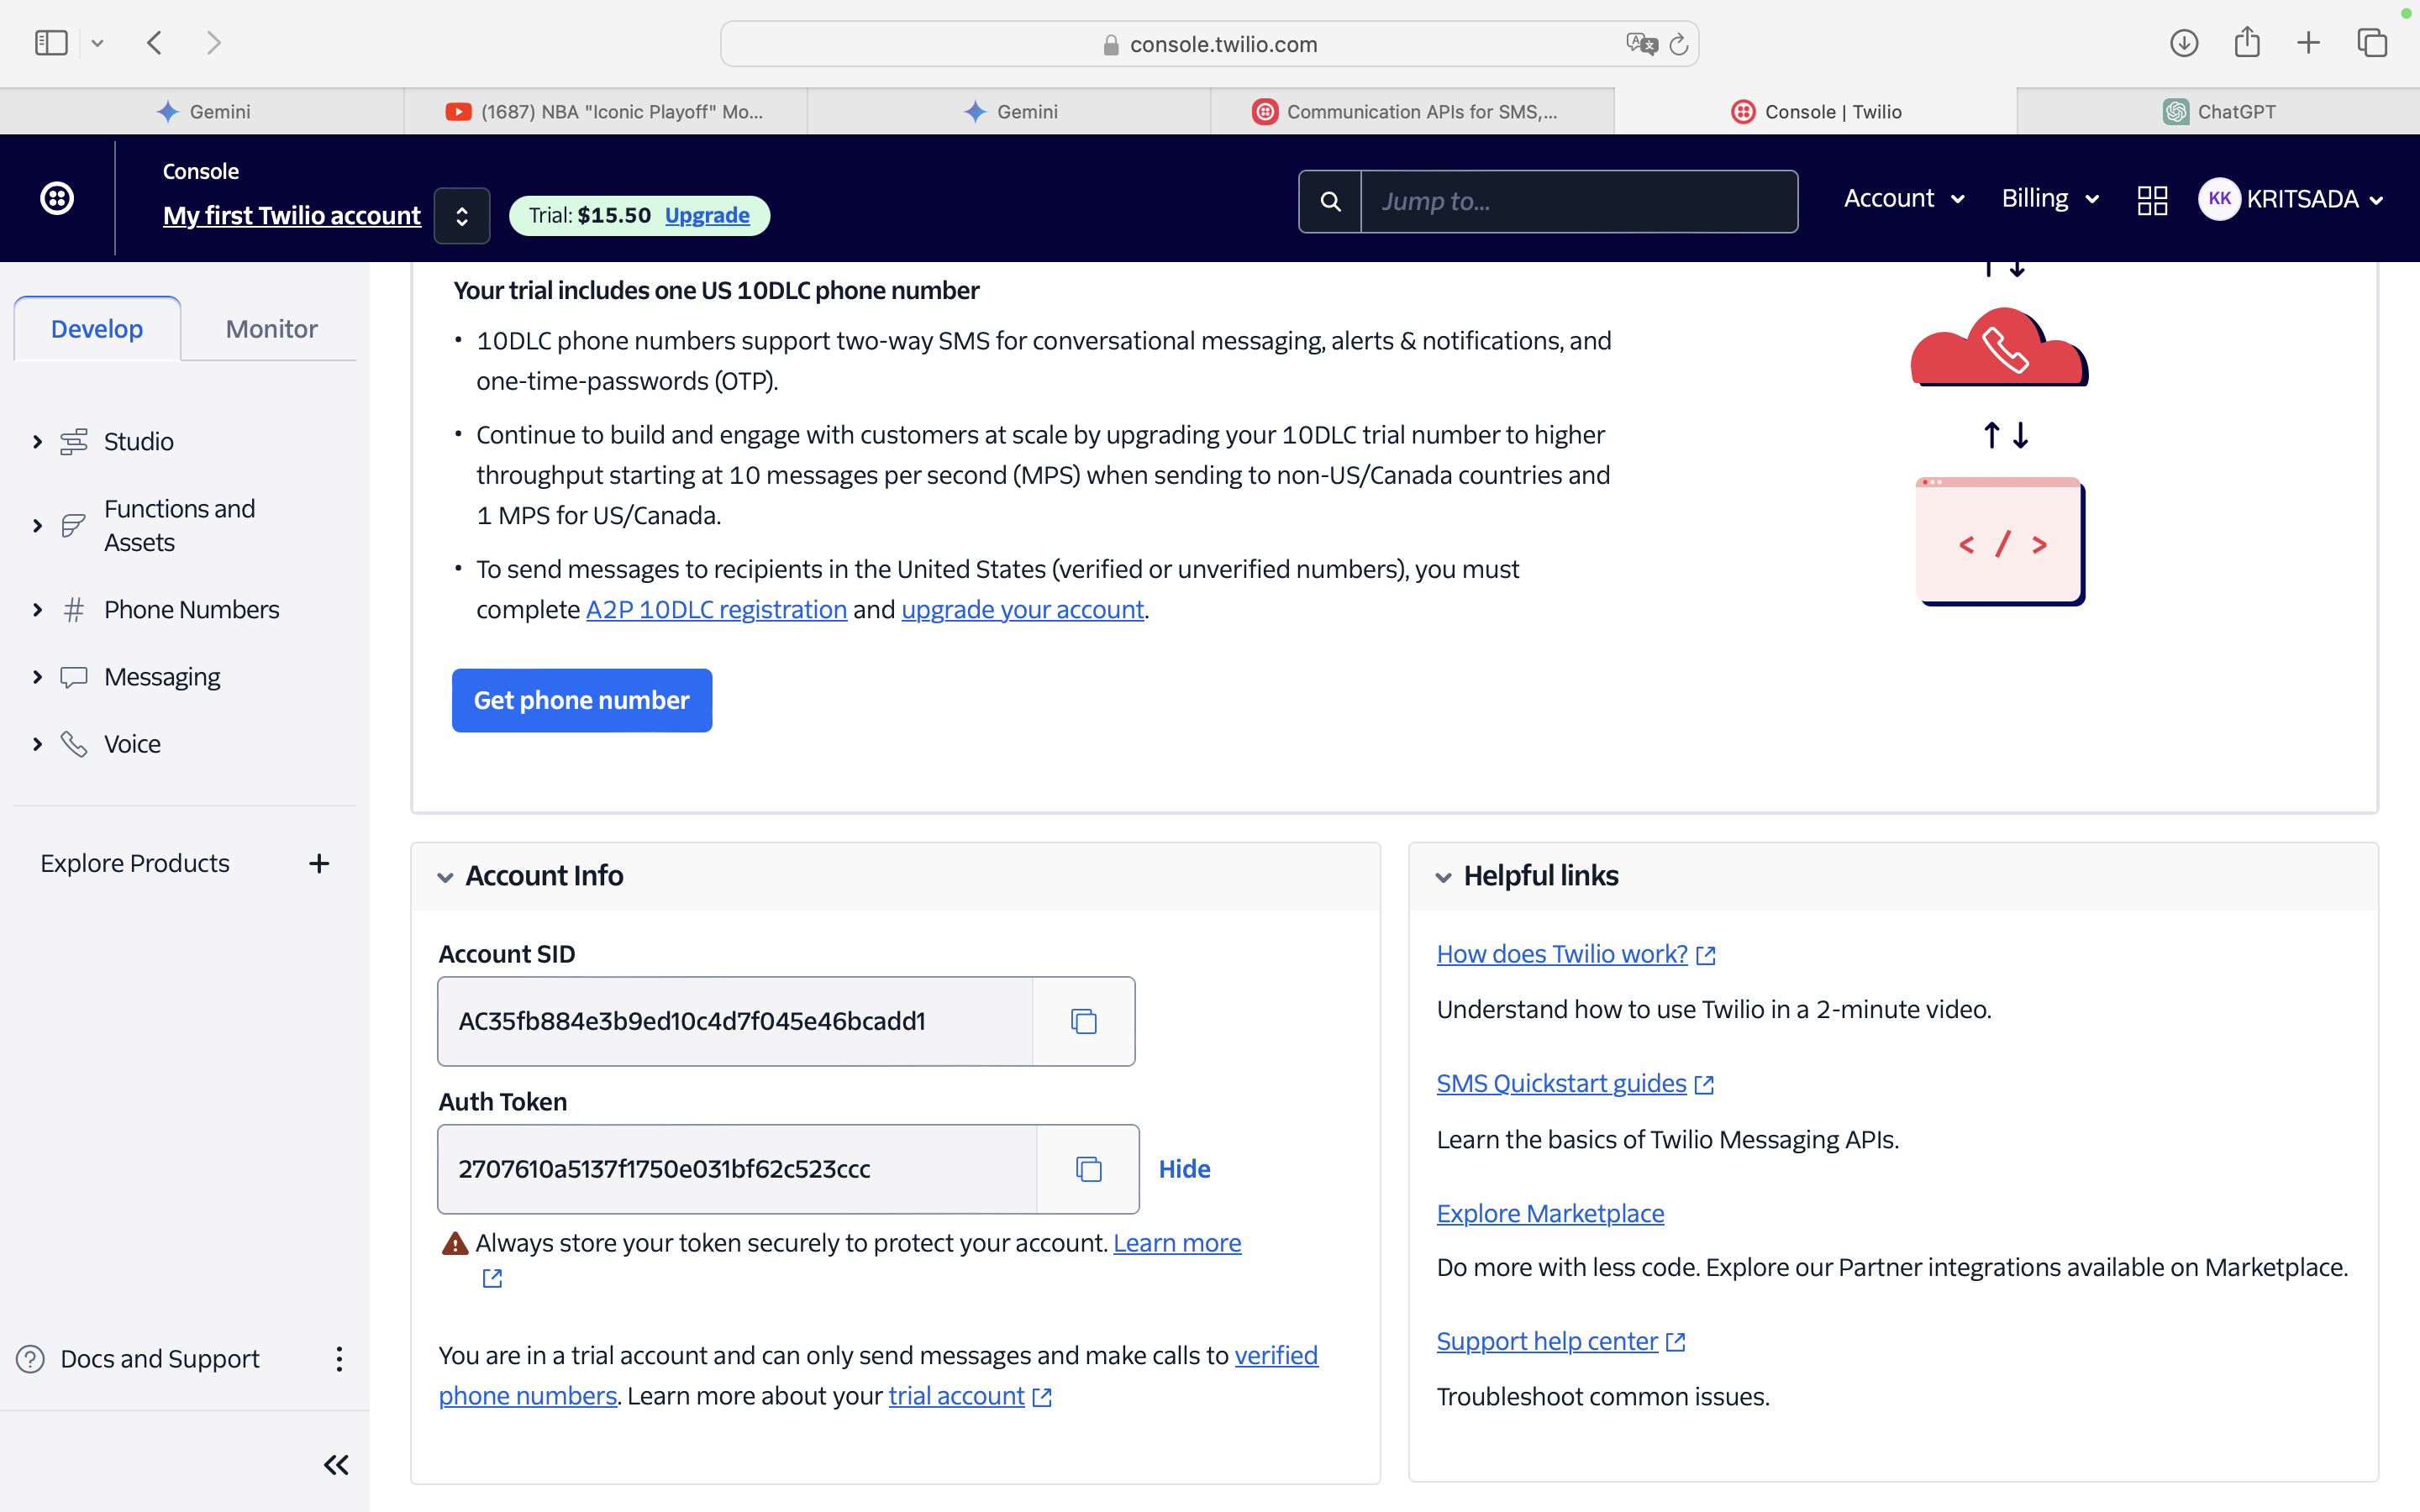 console.twilio.com
Gemini
(1687) NBA "Iconic Playoff" Mo...
Gemini
Communication APIs for SMS,...
Console | Twilio
ChatGPT
Console
My first Twilio account
Trial: $15.50 Upgrade
Jump to...
Account
Billing
KK KRITSADA
Develop
Monitor
Studio
Functions and
Assets
Phone Numbers
Messaging
Voice
Explore Products
Docs and Support
Your trial includes one US 10DLC phone number
• 10DLC phone numbers support two-way SMS for conversational messaging, alerts & notifications, and
one-time-passwords (OTP).
• Continue to build and engage with customers at scale by upgrading your 10DLC trial number to higher
throughput starting at 10 messages per second (MPS) when sending to non-US/Canada countries and
1 MPS for US/Canada.
• To send messages to recipients in the United States (verified or unverified numbers), you must
complete A2P 10DLC registration and upgrade your account.
< / >
Get phone number
Account Info
Account SID
AC35fb884e3b9ed10c4d7f045e46bcadd1
Auth Token
2707610a5137f1750e031bf62c523ccc
Hide
Always store your token securely to protect your account. Learn more
You are in a trial account and can only send messages and make calls to verified
phone numbers. Learn more about your trial account
Helpful links
How does Twilio work?
Understand how to use Twilio in a 2-minute video.
SMS Quickstart guides
Learn the basics of Twilio Messaging APIs.
Explore Marketplace
Do more with less code. Explore our Partner integrations available on Marketplace.
Support help center
Troubleshoot common issues.